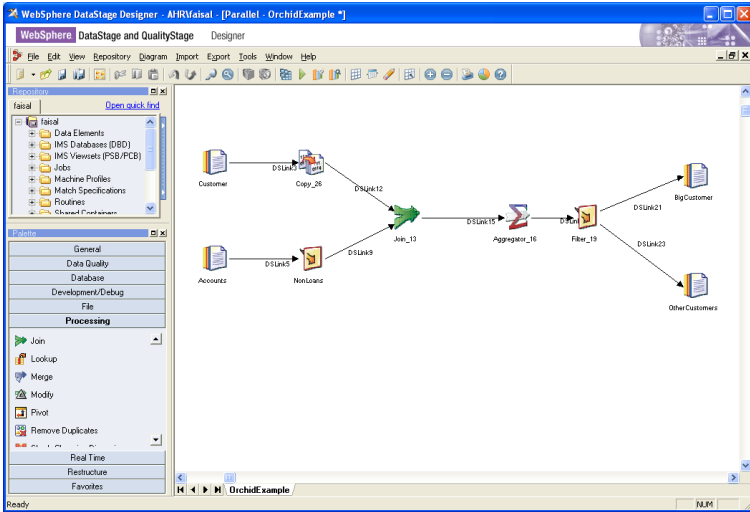 WebSphere DataStage Designer - AHR\faisal - [Parallel - OrchidExample *]
WebSphere DataStage and QualityStage Designer
File Edit View Repository Diagram Import Export Tools Window Help
Repository
faisal Open quick find
faisal
Data Elements
IMS Databases (DBD)
IMS Viewsets (PSB/PCB)
Jobs
Machine Profiles
Match Specifications
Routines
Shared Containers
Palette
General
Data Quality
Database
Development/Debug
File
Processing
Join
Lookup
Merge
Modify
Pivot
Remove Duplicates
Real Time
Restructure
Favorites
Customer
DSLink3
Copy_26
DSLink12
Accounts
DSLink5
NonLoans
DSLink9
Join_13
DSLink15
Aggregator_16
DSLink
Filter_19
DSLink21
BigCustomer
DSLink23
OtherCustomers
OrchidExample
Ready
NUM